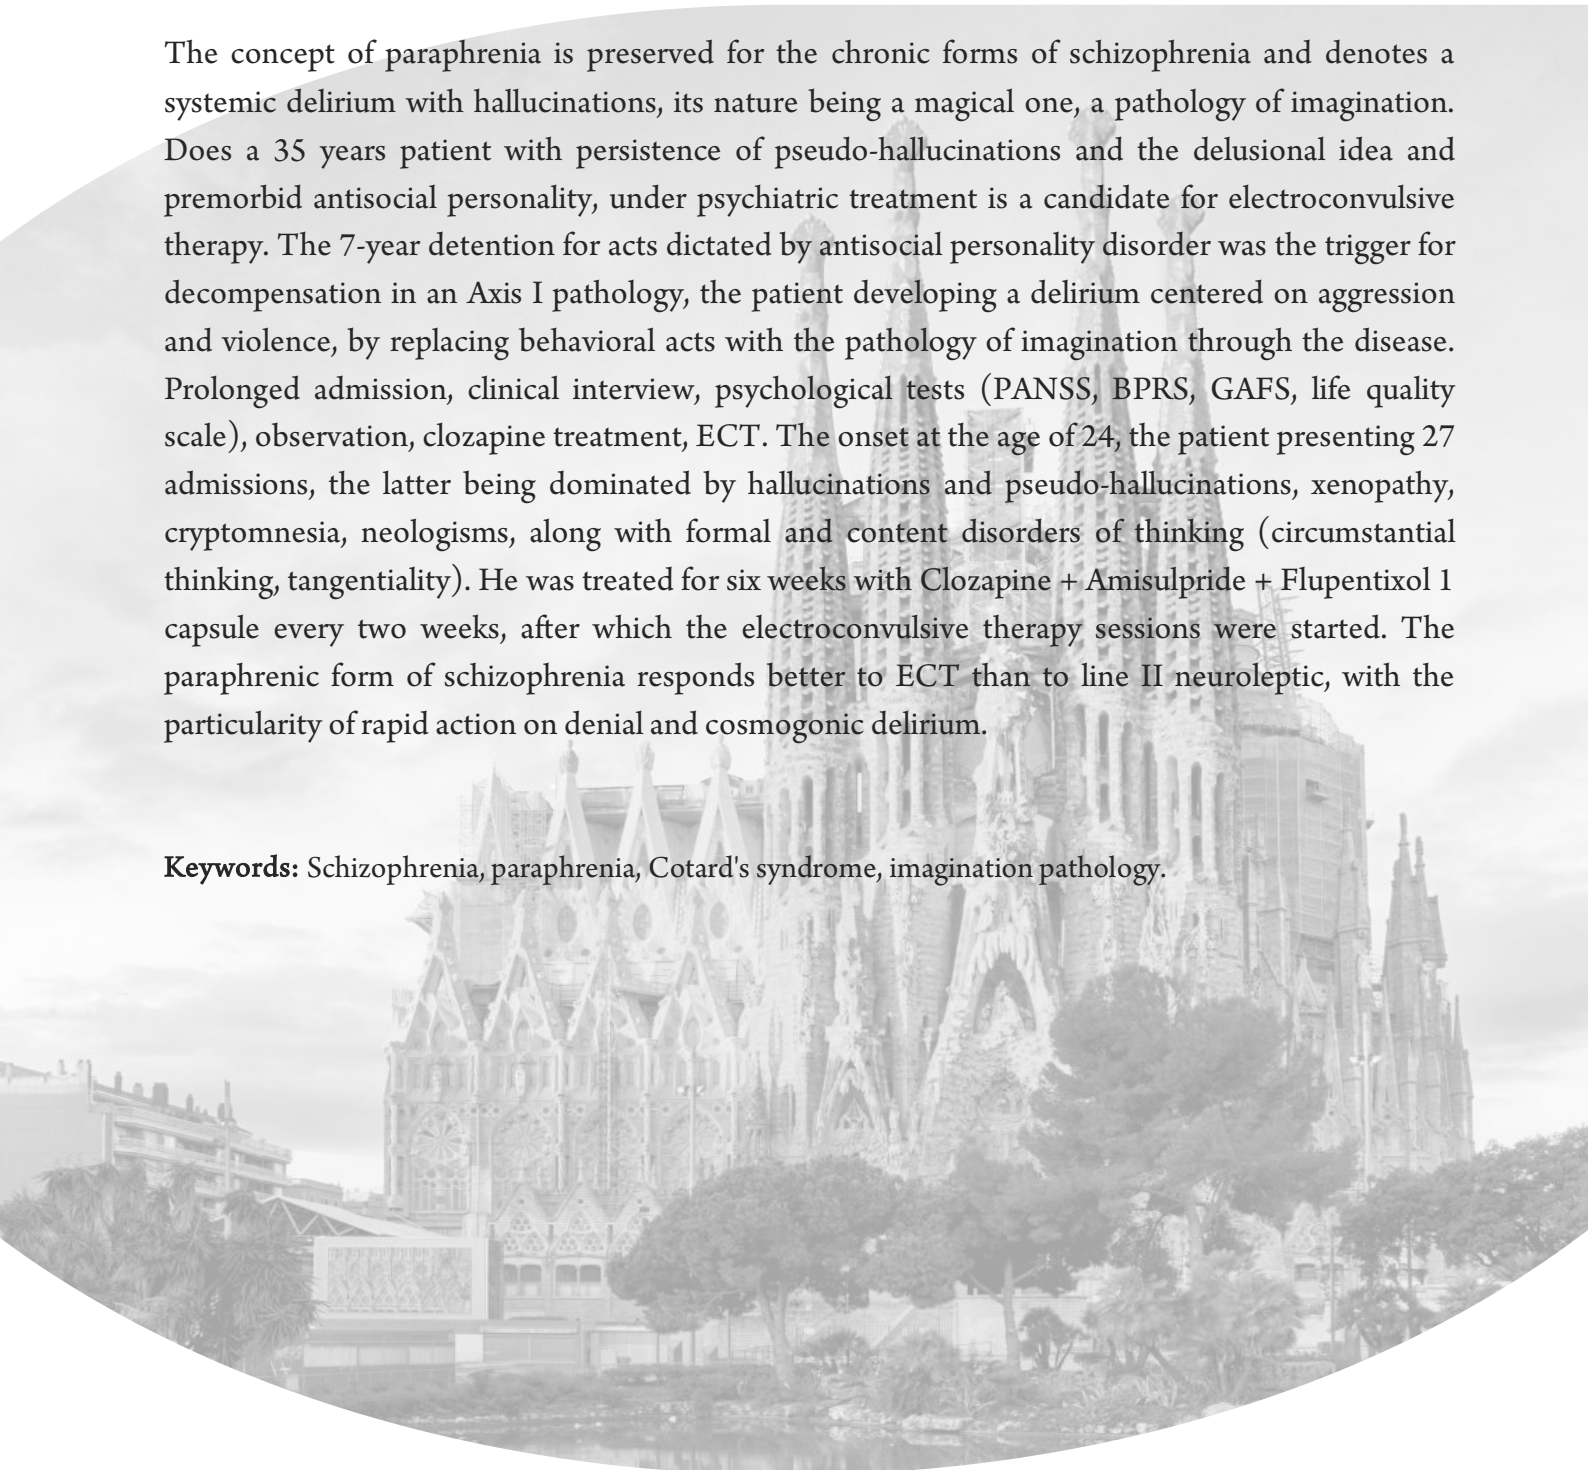 The concept of paraphrenia is preserved for the chronic forms of schizophrenia and denotes a
systemic delirium with hallucinations, its nature being a magical one, a pathology of imagination.
Does a 35 years patient with persistence of pseudo-hallucinations and the delusional idea and
premorbid antisocial personality, under psychiatric treatment is a candidate for electroconvulsive
therapy. The 7-year detention for acts dictated by antisocial personality disorder was the trigger for
decompensation in an Axis I pathology, the patient developing a delirium centered on aggression
and violence, by replacing behavioral acts with the pathology of imagination through the disease.
Prolonged admission, clinical interview, psychological tests (PANSS, BPRS, GAFS, life quality
scale), observation, clozapine treatment, ECT. The onset at the age of 24, the patient presenting 27
admissions, the latter being dominated by hallucinations and pseudo-hallucinations, xenopathy,
cryptomnesia, neologisms, along with formal and content disorders of thinking (circumstantial
thinking, tangentiality). He was treated for six weeks with Clozapine + Amisulpride + Flupentixol 1
capsule every two weeks, after which the electroconvulsive therapy sessions were started. The
paraphrenic form of schizophrenia responds better to ECT than to line II neuroleptic, with the
particularity of rapid action on denial and cosmogonic delirium.
Keywords: Schizophrenia, paraphrenia, Cotard's syndrome, imagination pathology.